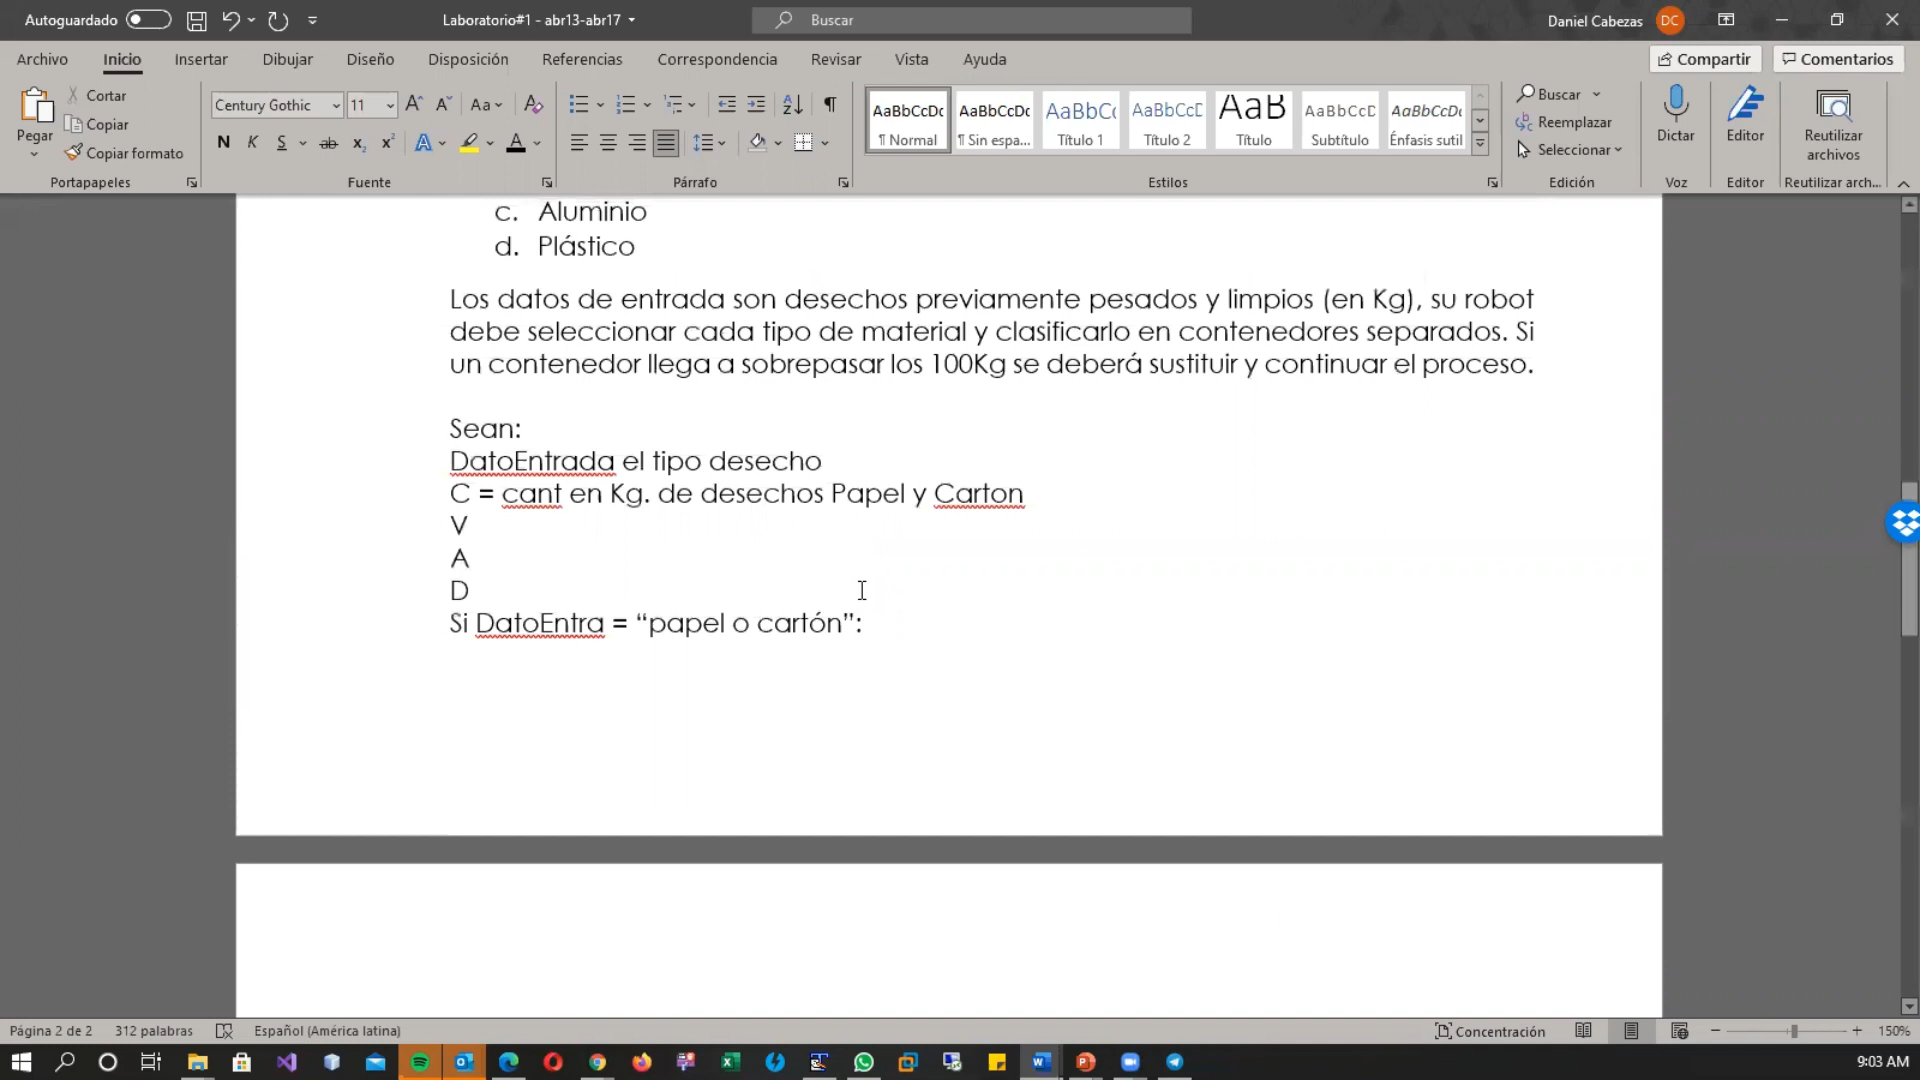 Autoguardado
Laboratorio#1 - abr13-abr17
Buscar
Daniel Cabezas
DC
Archivo
Inicio
Insertar
Dibujar
Diseño
Disposición
Referencias
Correspondencia
Revisar
Vista
Ayuda
Compartir
Comentarios
Pegar
Cortar
Copiar
Copiar formato
Portapapeles
Century Gothic
11
Fuente
Párrafo
AaBbCcDc
¶ Normal
AaBbCcDc
¶ Sin espa...
AaBbC(
Título 1
AaBbCcD
Título 2
AaB
Título
AaBbCcD
Subtítulo
AaBbCcDc
Énfasis sutil
Estilos
Buscar
Reemplazar
Seleccionar
Edición
Dictar
Voz
Editor
Editor
Reutilizar
archivos
Reutilizar arch...
c. Aluminio
d. Plástico
Los datos de entrada son desechos previamente pesados y limpios (en Kg), su robot
debe seleccionar cada tipo de material y clasificarlo en contenedores separados. Si
un contenedor llega a sobrepasar los 100Kg se deberá sustituir y continuar el proceso.
Sean:
DatoEntrada el tipo desecho
C = cant en Kg. de desechos Papel y Carton
V
A
D
Si DatoEntra = “papel o cartón”:
Página 2 de 2
312 palabras
Español (América latina)
Concentración
150%
9:03 AM